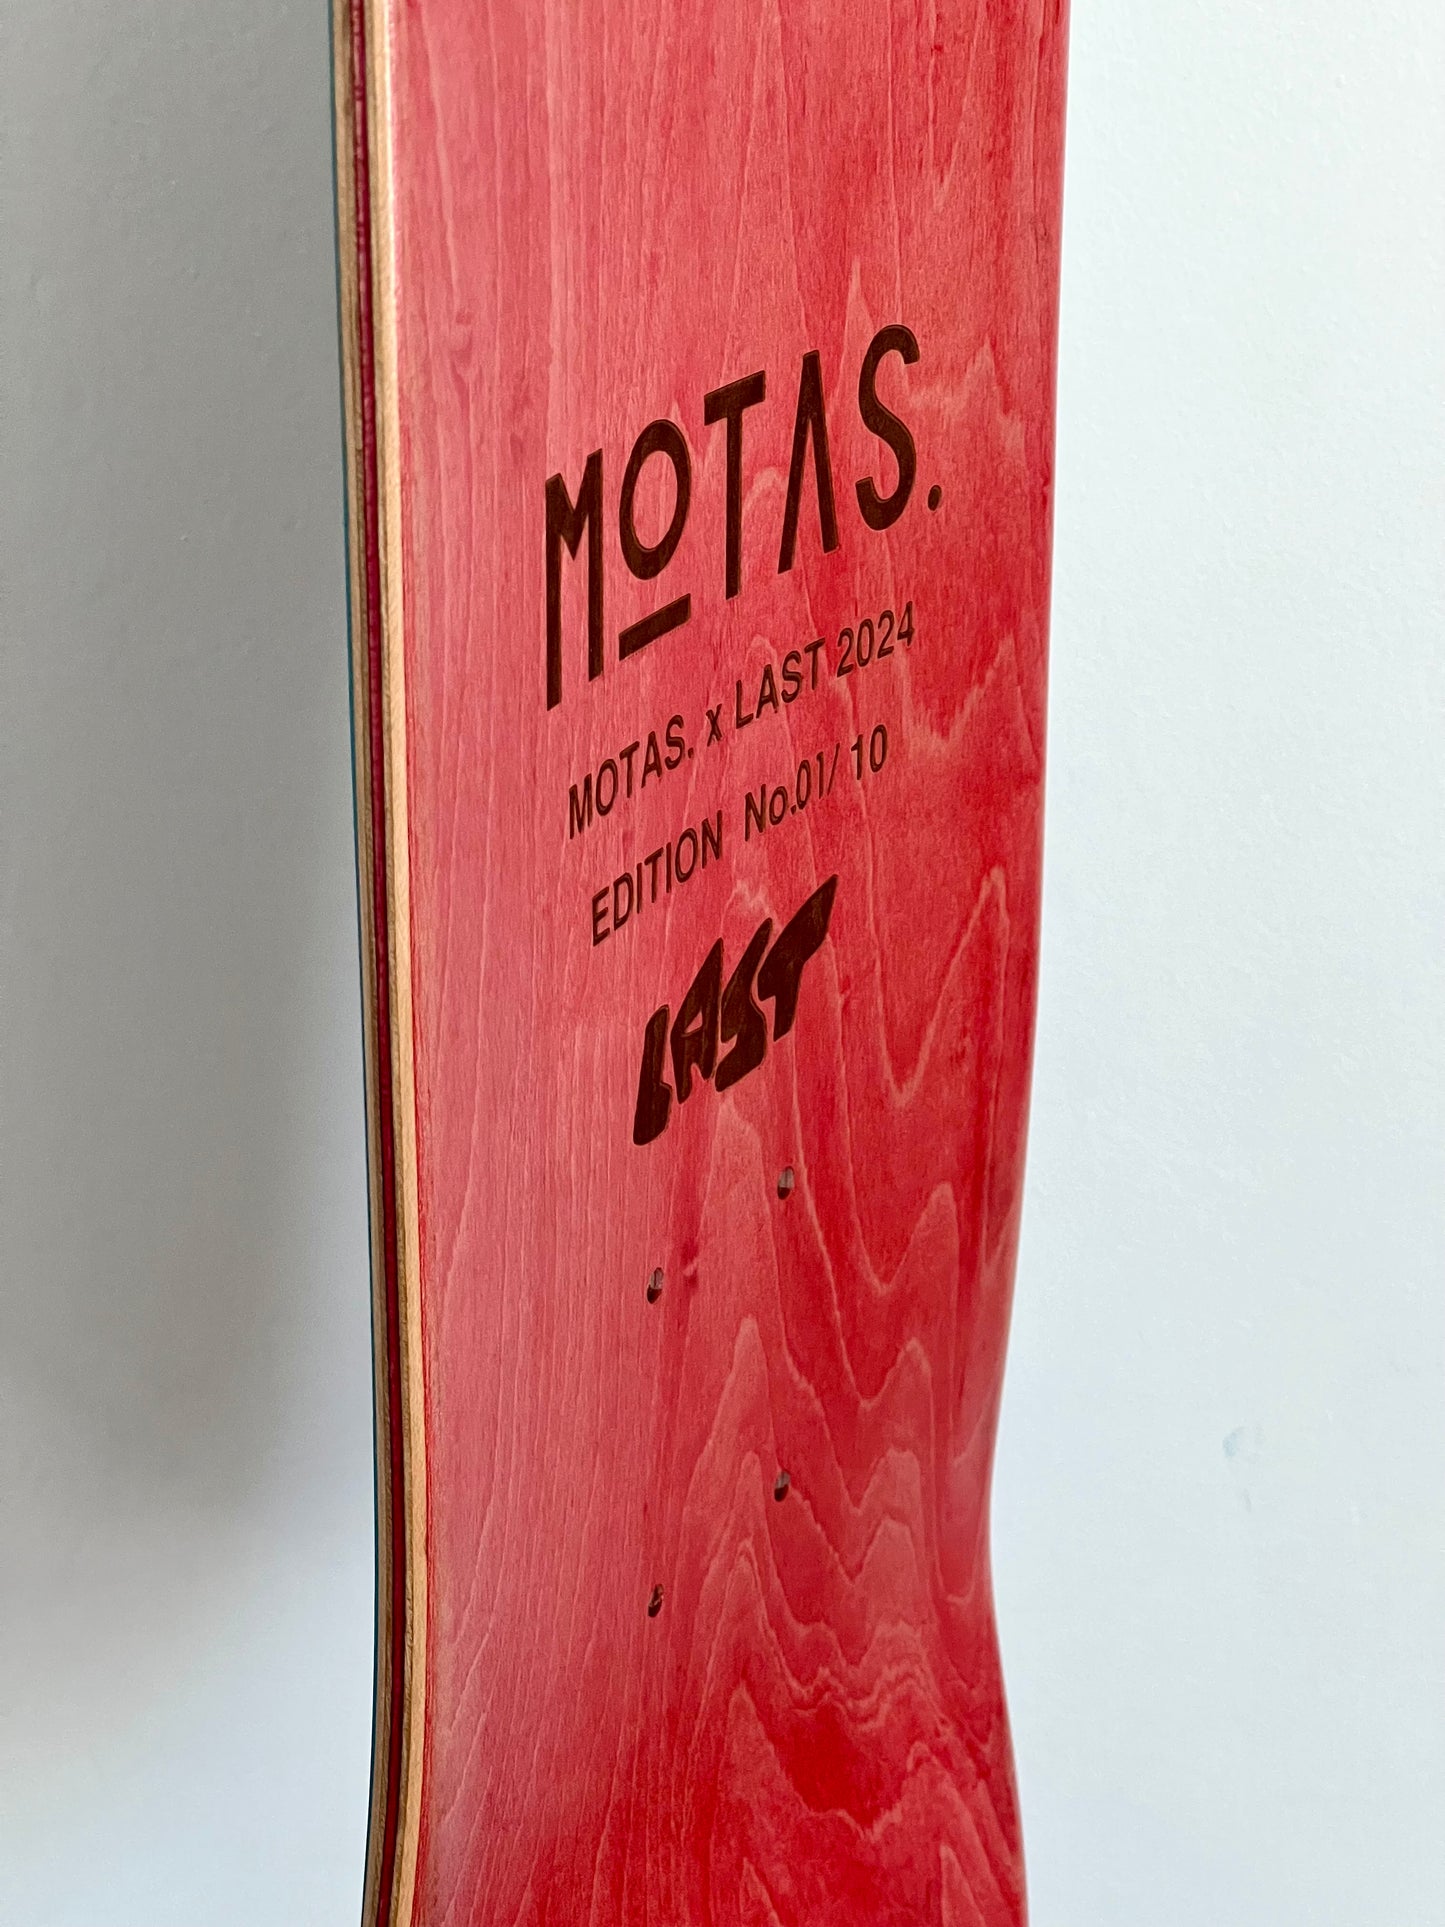 MOTAS.
MOTAS. x LAST 2024
EDITION No.01/ 10
LAST